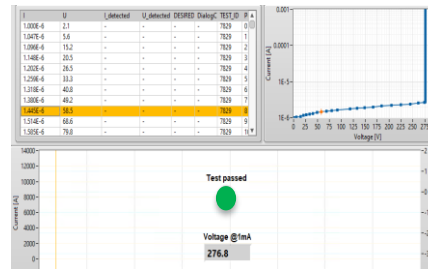 I U I_detected U_detected DESIRED DialogC TEST_ID P
1.000E-6 2.1 - - - - 7829 0
1.047E-6 5.6 - - - - 7829 1
1.096E-6 15.2 - - - - 7829 2
1.148E-6 20.5 - - - - 7829 3
1.202E-6 26.5 - - - - 7829 4
1.259E-6 33.3 - - - - 7829 5
1.318E-6 40.8 - - - - 7829 6
1.380E-6 49.2 - - - - 7829 7
1.445E-6 58.5 - - - - 7829 8
1.514E-6 68.6 - - - - 7829 9
1.585E-6 79.8 - - - - 7829
0.001-
0.0001-
1E-5-
1E-6-
Current [A]
0 25 50 75 100 125 150 175 200 225 250 275
Voltage [V]
14000-
10000-
8000-
6000-
4000-
2000-
0-
Current [A]
Test passed
Voltage @1mA
276.8